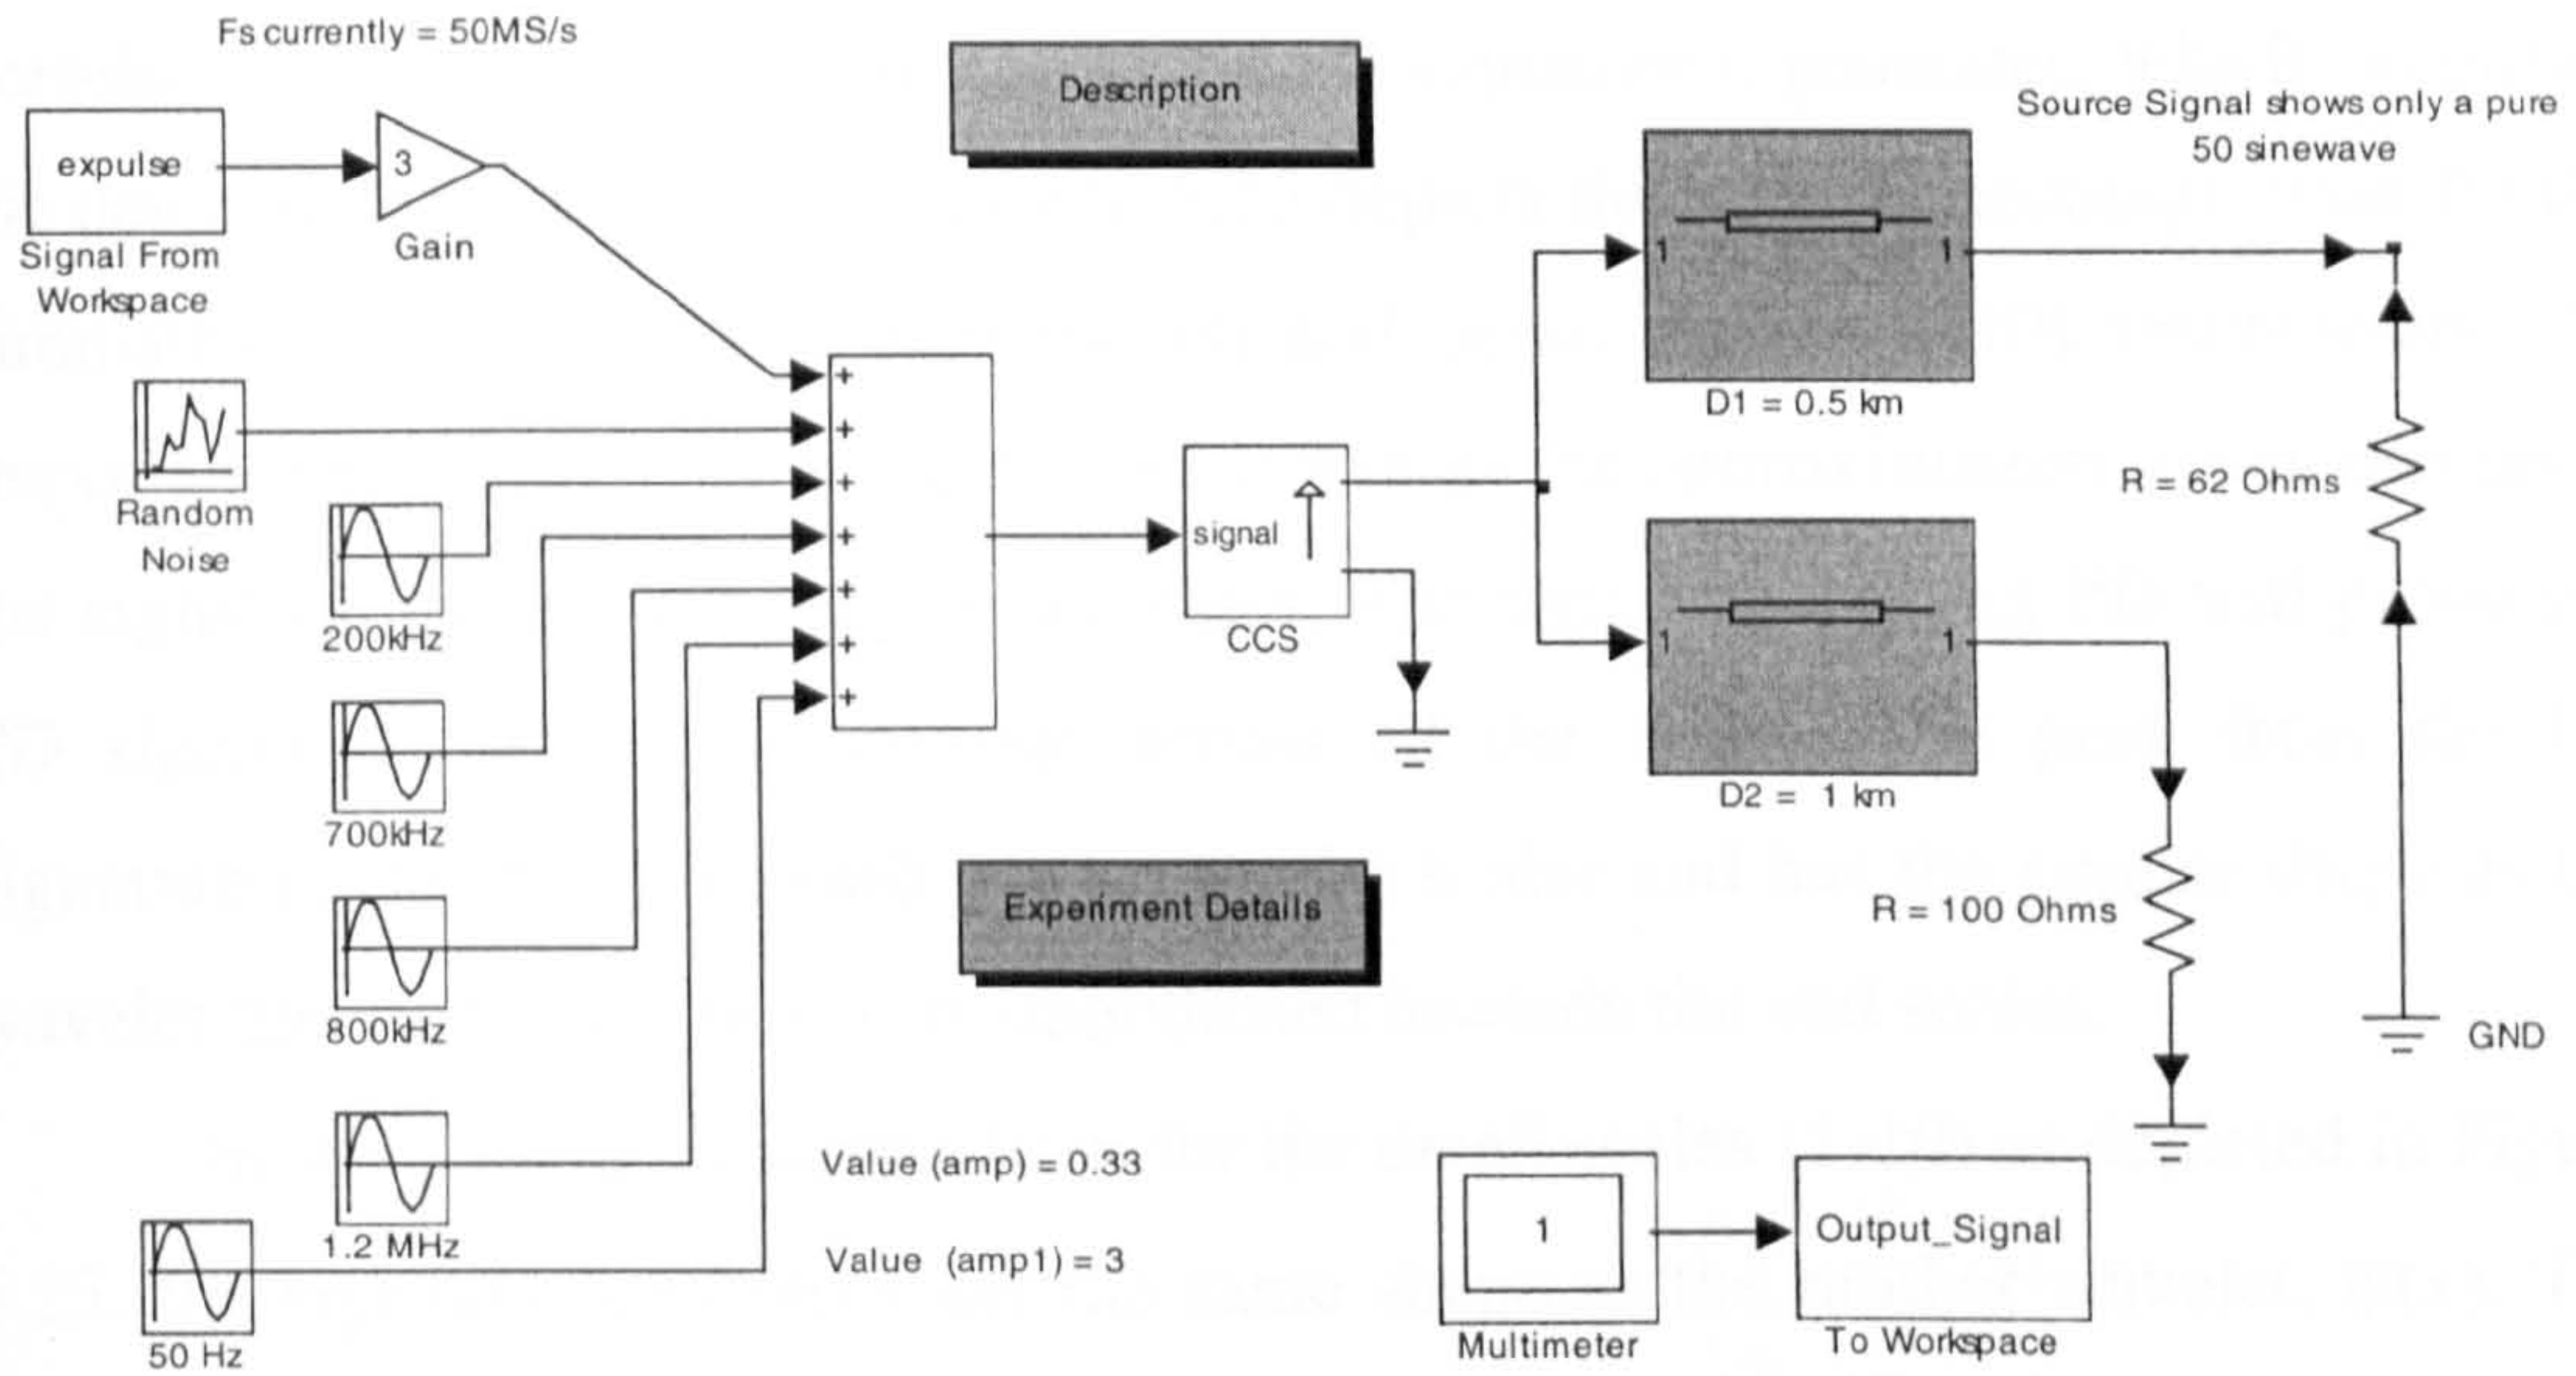 Fs currently = 50MS/s
Description
Source Signal shows only a pure
50 sinewave
expulse
3
Signal From
Workspace
Gain
1
1
D1 = 0.5 km
+
+
+
+
+
+
+
Random
Noise
R = 62 Ohms
signal
CCS
200kHz
1
1
D2 = 1 km
700kHz
Experiment Details
R = 100 Ohms
800kHz
GND
Value (amp) = 0.33
1.2 MHz
Value (amp1) = 3
1
Output_Signal
Multimeter
To Workspace
50 Hz